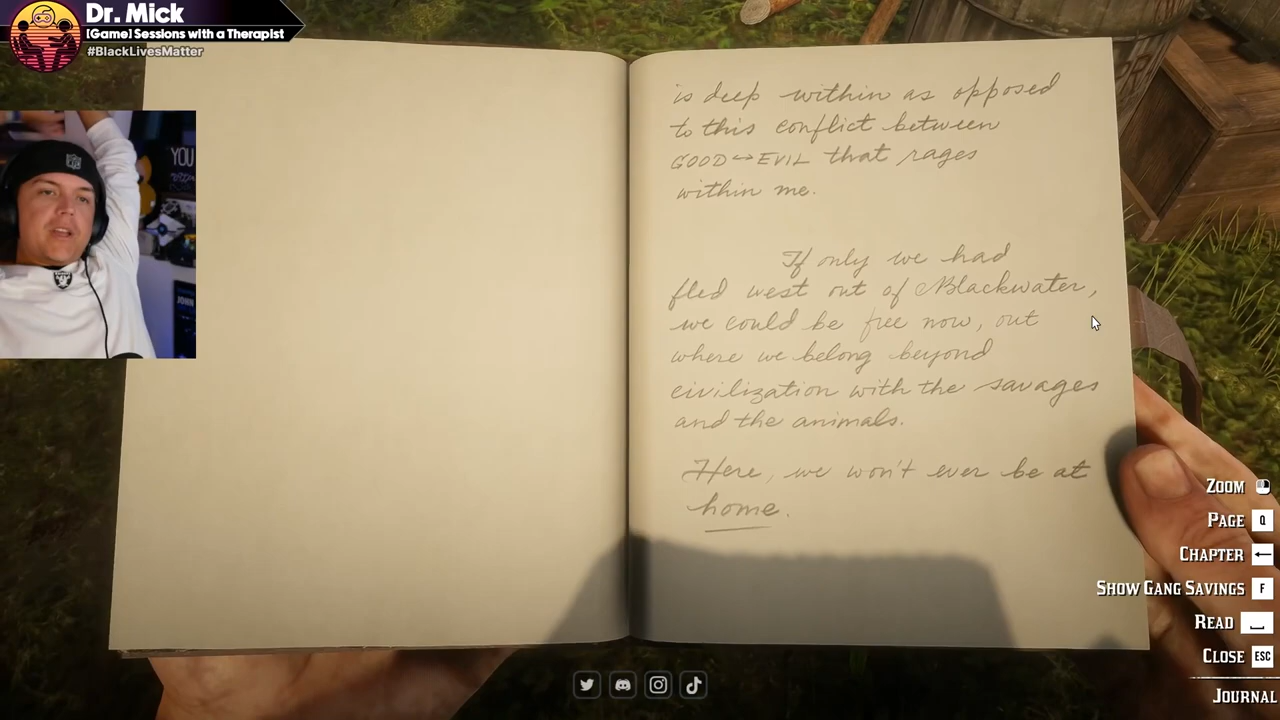 Dr. Mick
[Game] Sessions with a Therapist
#BlackLivesMatter
YOU
JOHN
is deep within as opposed
to this conflict between
GOOD↔EVIL that rages
within me.
If only we had
fled west out of Blackwater,
we could be free now, out
where we belong beyond
civilization with the savages
and the animals.
Here, we won't ever be at
home.
ZOOM
PAGE Q
CHAPTER ←
SHOW GANG SAVINGS F
READ
CLOSE ESC
JOURNAL